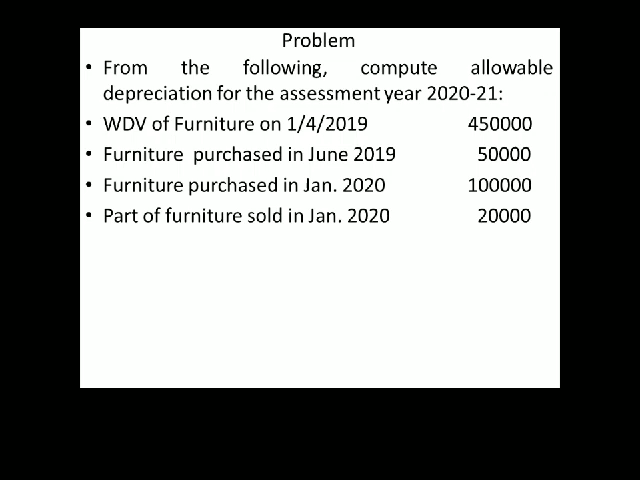 Problem
• From the following, compute allowable
depreciation for the assessment year 2020-21:
• WDV of Furniture on 1/4/2019 450000
• Furniture purchased in June 2019 50000
• Furniture purchased in Jan. 2020 100000
• Part of furniture sold in Jan. 2020 20000